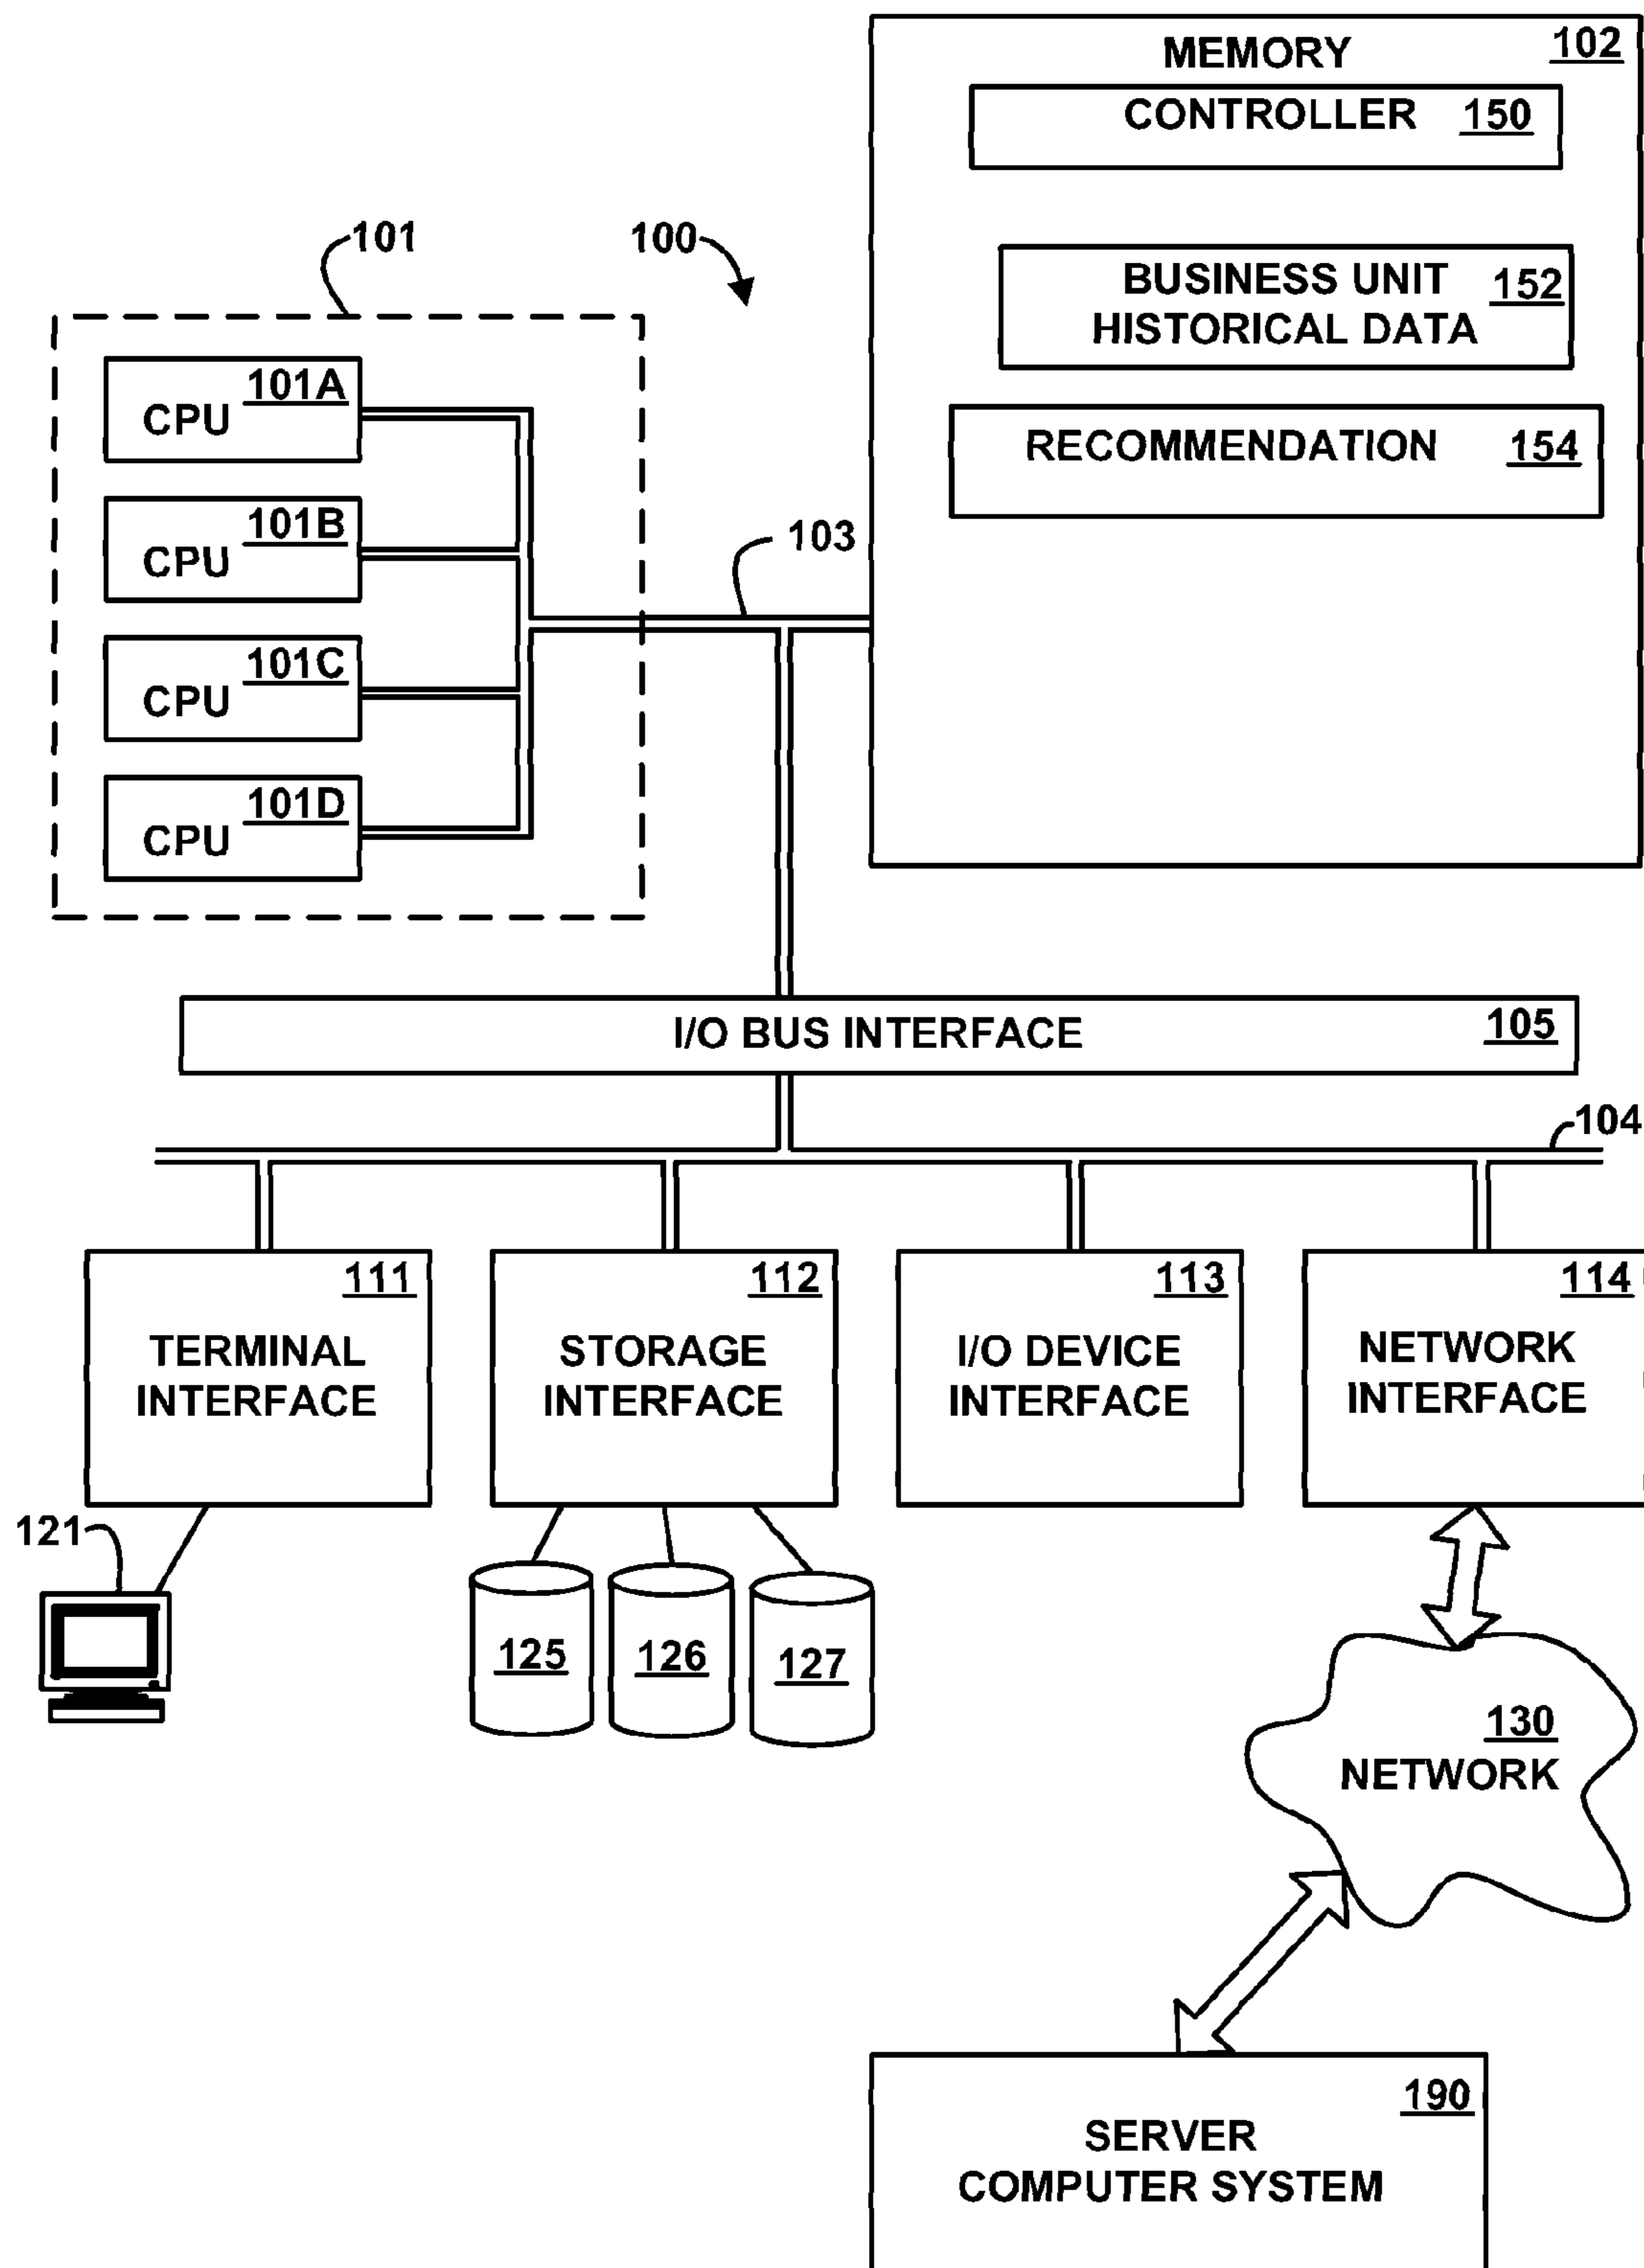 MEMORY 102
CONTROLLER 150
101
100
BUSINESS UNIT
HISTORICAL DATA
152
101A
CPU
RECOMMENDATION 154
101B
CPU
103
101C
CPU
101D
CPU
I/O BUS INTERFACE 105
104
111
TERMINAL
INTERFACE
112
STORAGE
INTERFACE
113
I/O DEVICE
INTERFACE
114
NETWORK
INTERFACE
121
125
126
127
130
NETWORK
190
SERVER
COMPUTER SYSTEM